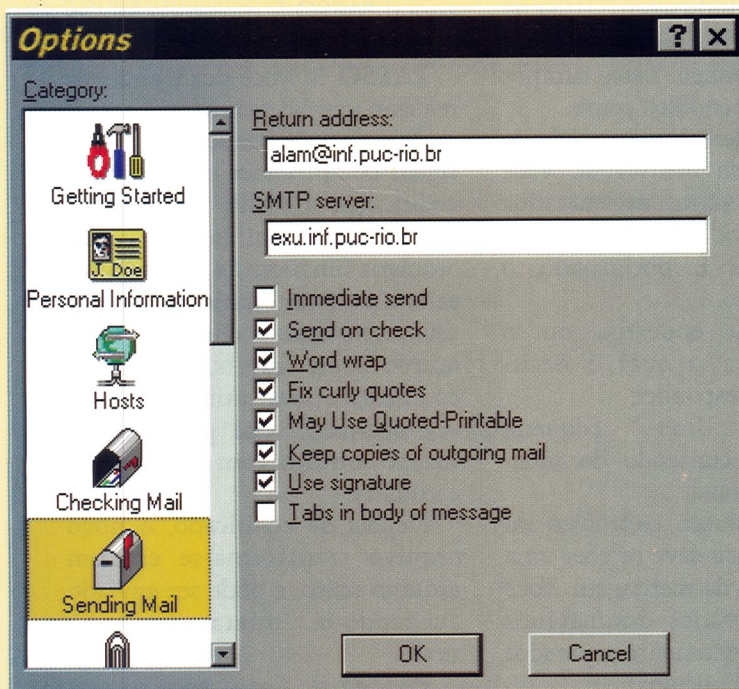 Options
Category:
Getting Started
J. Doe
Personal Information
Hosts
Checking Mail
Sending Mail
Return address:
alam@inf.puc-rio.br
SMTP server:
exu.inf.puc-rio.br
Immediate send
Send on check
Word wrap
Fix curly quotes
May Use Quoted-Printable
Keep copies of outgoing mail
Use signature
Tabs in body of message
OK
Cancel